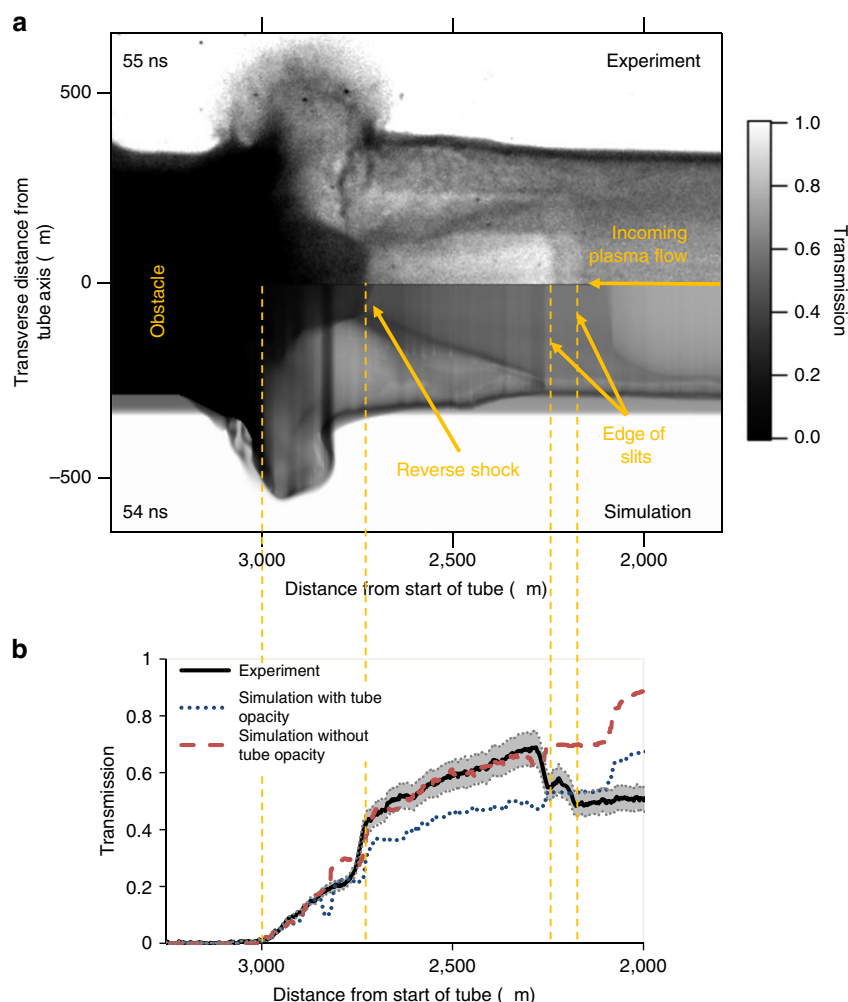 a
55 ns
Experiment
500
0
−500
Transverse distance from
tube axis ( m)
Obstacle
Incoming
plasma flow
Reverse shock
Edge of
slits
54 ns
Simulation
3,000
2,500
2,000
Distance from start of tube ( m)
1.0
0.8
0.6
0.4
0.2
0.0
Transmission
b
1
0.8
0.6
0.4
0.2
0
Transmission
Experiment
Simulation with tube
opacity
Simulation without
tube opacity
3,000
2,500
2,000
Distance from start of tube ( m)